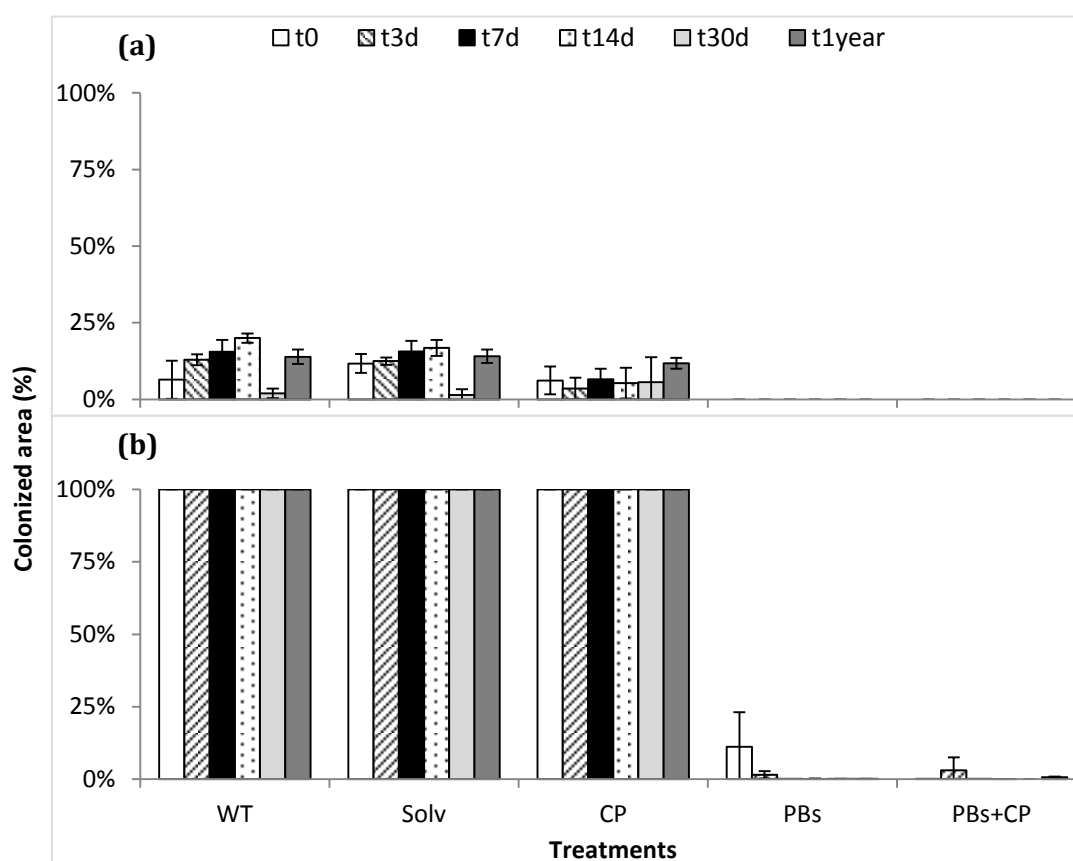 (a)
t0 t3d t7d t14d t30d t1year
100%
75%
50%
25%
0%
Colonized area (%)
(b)
100%
75%
50%
25%
0%
WT Solv CP PBs PBs+CP
Treatments